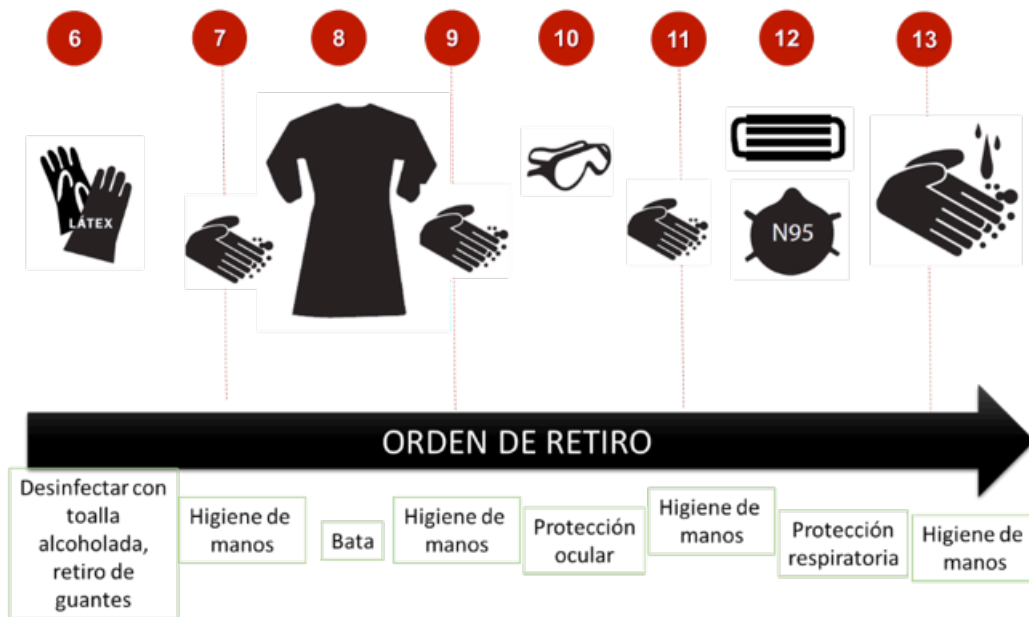 6
7
8
9
10
11
12
13
LÁTEX
N95
ORDEN DE RETIRO
Desinfectar con
toalla
alcoholada,
retiro de
guantes
Higiene de
manos
Bata
Higiene de
manos
Protección
ocular
Higiene de
manos
Protección
respiratoria
Higiene de
manos